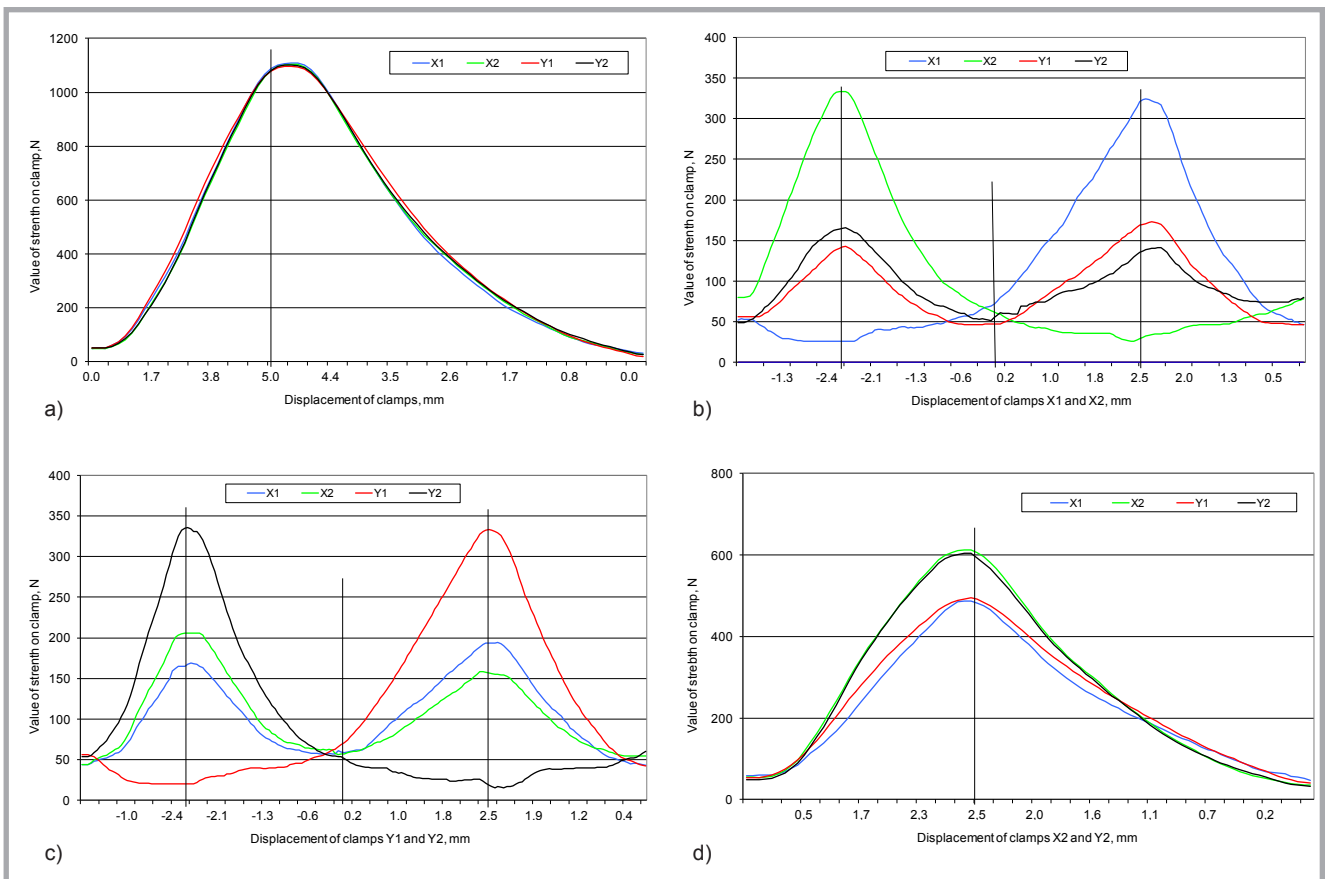 1200
1000
800
600
400
200
0
Value of strenth on clamp,N
X1 X2 Y1 Y2
0.0 1.7 3.8 5.0 4.4 3.5 2.6 1.7 0.8 0.0
Displacement of clamps, mm
a)
400
350
300
250
200
150
100
50
0
Value of strenth on clamp, N
X1 X2 Y1 Y2
-1.3 -2.4 -2.1 -1.3 -0.6 0.2 1.0 1.8 2.5 2.0 1.3 0.5
Displacement of clamps X1 and X2, mm
b)
400
350
300
250
200
150
100
50
0
Value of strenth on clamp, N
X1 X2 Y1 Y2
-1.0 -2.4 -2.1 -1.3 -0.6 0.2 1.0 1.8 2.5 1.9 1.2 0.4
Displacement of clamps Y1 and Y2, mm
c)
800
600
400
200
0
Value of strebth on clamp, N
X1 X2 Y1 Y2
0.5 1.7 2.3 2.5 2.0 1.6 1,1 0.7 0.2
Displacement of clamps X2 and Y2, mm
d)